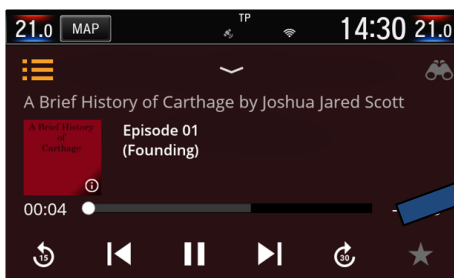 21.0 MAP TP 14:30 21.0
A Brief History of Carthage by Joshua Jared Scott
A Brief History
of
Carthage
Episode 01
(Founding)
00:04
15 30